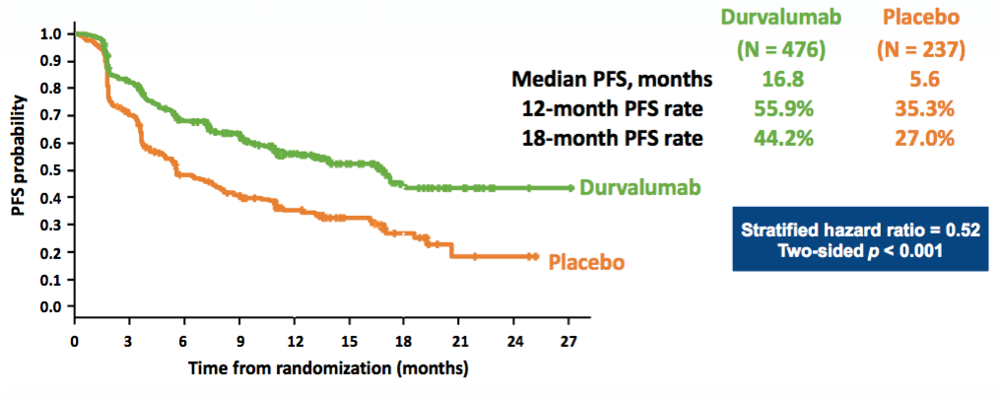 Durvalumab Placebo
(N = 476) (N = 237)
Median PFS, months 16.8 5.6
12-month PFS rate 55.9% 35.3%
18-month PFS rate 44.2% 27.0%
PFS probability
1.0
0.9
0.8
0.7
0.6
0.5
0.4
0.3
0.2
0.1
0.0
Durvalumab
Placebo
Stratified hazard ratio = 0.52
Two-sided p < 0.001
0 3 6 9 12 15 18 21 24 27
Time from randomization (months)